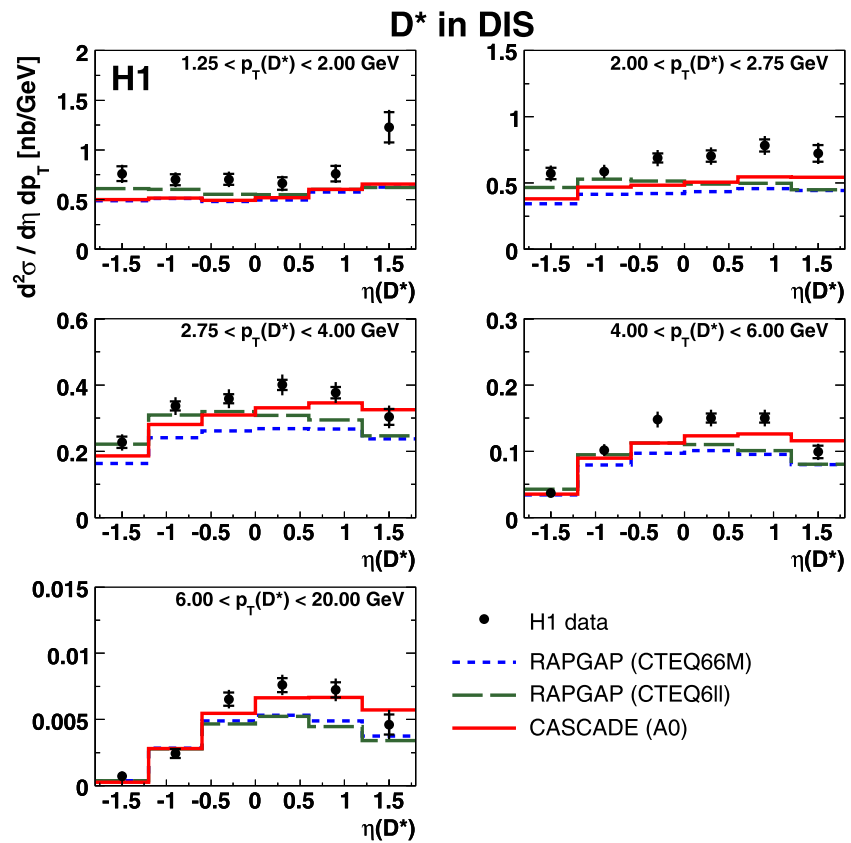 D* in DIS
d²σ / dη dp_T [nb/GeV]
H1
1.25 < p_T(D*) < 2.00 GeV
2
1.5
1
0.5
0
-1.5 -1 -0.5 0 0.5 1 1.5
η(D*)
2.00 < p_T(D*) < 2.75 GeV
1.5
1
0.5
0
-1.5 -1 -0.5 0 0.5 1 1.5
η(D*)
2.75 < p_T(D*) < 4.00 GeV
0.6
0.4
0.2
0
-1.5 -1 -0.5 0 0.5 1 1.5
η(D*)
4.00 < p_T(D*) < 6.00 GeV
0.3
0.2
0.1
0
-1.5 -1 -0.5 0 0.5 1 1.5
η(D*)
6.00 < p_T(D*) < 20.00 GeV
0.015
0.01
0.005
0
-1.5 -1 -0.5 0 0.5 1 1.5
η(D*)
H1 data
RAPGAP (CTEQ66M)
RAPGAP (CTEQ6ll)
CASCADE (A0)